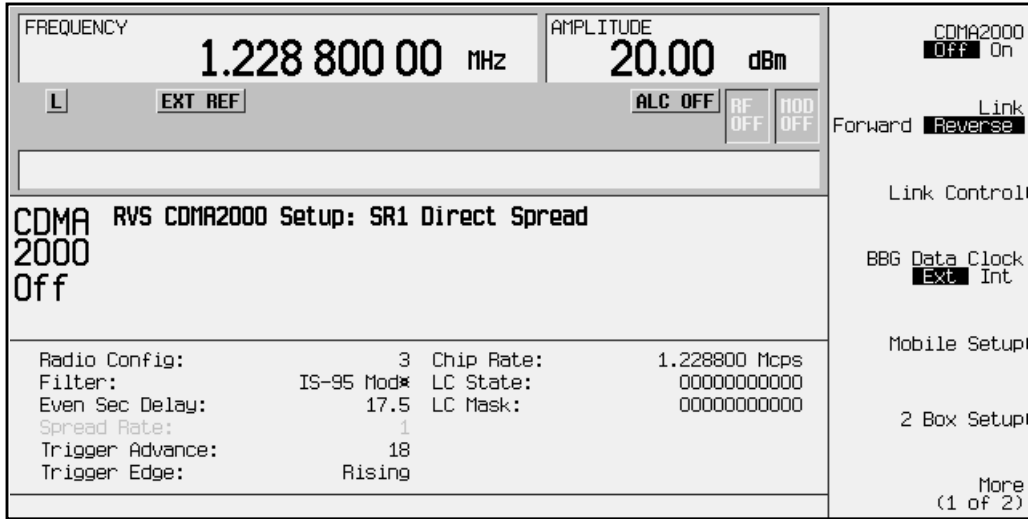 FREQUENCY
1.228 800 00 MHz
AMPLITUDE
20.00 dBm
L EXT REF ALC OFF
RF OFF
MOD OFF
CDMA2000 Off
RVS CDMA2000 Setup: SR1 Direct Spread
Radio Config: 3 Chip Rate: 1.228800 Mcps
Filter: IS-95 Mod¤ LC State: 00000000000
Even Sec Delay: 17.5 LC Mask: 00000000000
Spread Rate: 1
Trigger Advance: 18
Trigger Edge: Rising
CDMA2000
Off On
Link
Forward Reverse
Link Control
BBG Data Clock
Ext Int
Mobile Setup
2 Box Setup
More
(1 of 2)